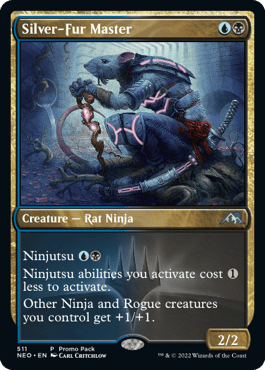 Silver-Fur Master
Creature — Rat Ninja
Ninjutsu
Ninjutsu abilities you activate cost 1
less to activate.
Other Ninja and Rogue creatures
you control get +1/+1.
2/2
511 P Promo Pack
NEO • EN Carl Critchlow
™ & © 2022 Wizards of the Coast